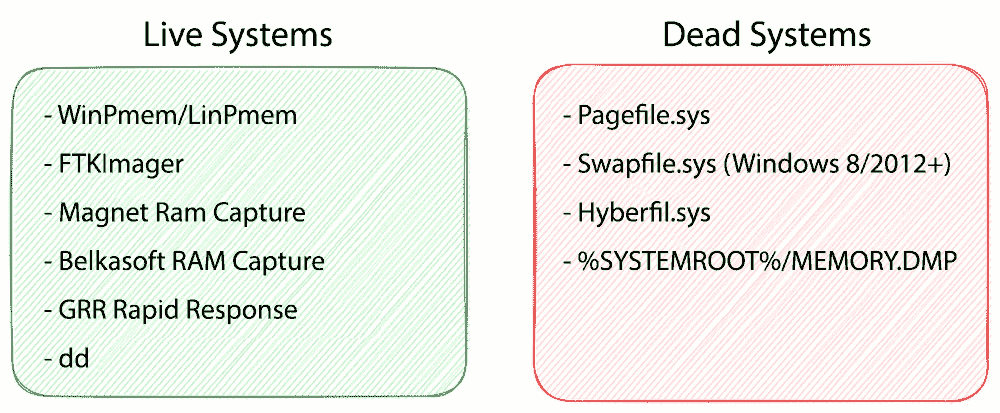 Live Systems
- WinPmem/LinPmem
- FTKImager
- Magnet Ram Capture
- Belkasoft RAM Capture
- GRR Rapid Response
- dd
Dead Systems
- Pagefile.sys
- Swapfile.sys (Windows 8/2012+)
- Hyberfil.sys
- %SYSTEMROOT%/MEMORY.DMP